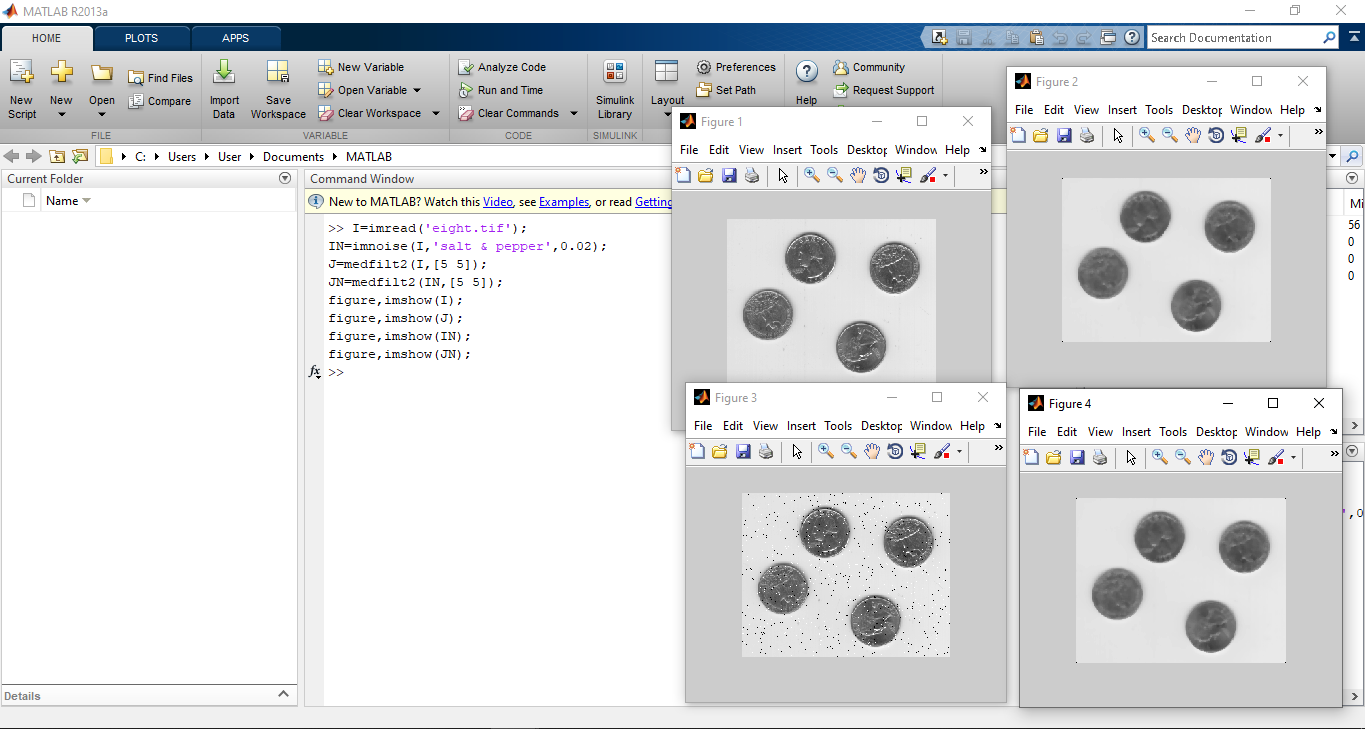 MATLAB R2013a
HOME PLOTS APPS
Search Documentation
New Script
New
Open
Find Files
Compare
Import Data
Save Workspace
New Variable
Open Variable
Clear Workspace
Analyze Code
Run and Time
Clear Commands
Simulink Library
Layout
Preferences
Set Path
Help
Community
Request Support
FILE VARIABLE CODE SIMULINK
C: Users User Documents MATLAB
Current Folder
Name
Details
Command Window
New to MATLAB? Watch this Video, see Examples, or read Getting
>> I=imread('eight.tif');
IN=imnoise(I,'salt & pepper',0.02);
J=medfilt2(I,[5 5]);
JN=medfilt2(IN,[5 5]);
figure,imshow(I);
figure,imshow(J);
figure,imshow(IN);
figure,imshow(JN);
fx >>
Figure 1
File Edit View Insert Tools Desktop Window Help
Figure 2
File Edit View Insert Tools Desktop Window Help
Figure 3
File Edit View Insert Tools Desktop Window Help
Figure 4
File Edit View Insert Tools Desktop Window Help
Mi
56
0
0
0
',0